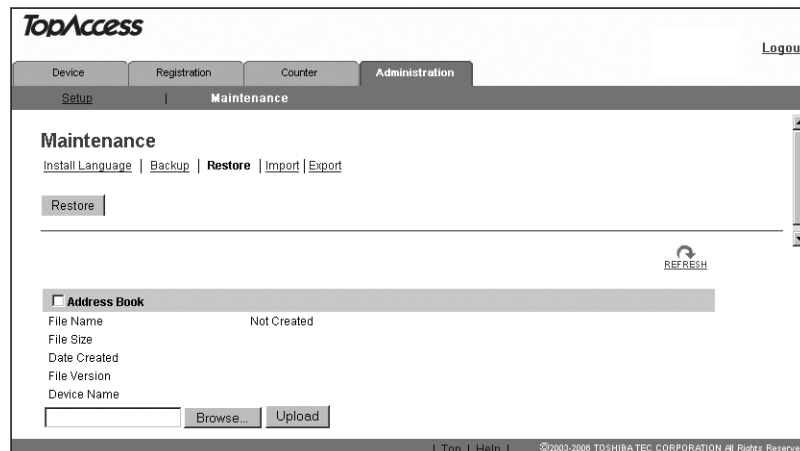 TopAccess
Logou
Device Registration Counter Administration
Setup | Maintenance
Maintenance
Install Language | Backup | Restore | Import | Export
Restore
REFRESH
Address Book
File Name Not Created
File Size
Date Created
File Version
Device Name
Browse... Upload
| Top | Help | ©2003-2006 TOSHIBA TEC CORPORATION All Rights Reserve